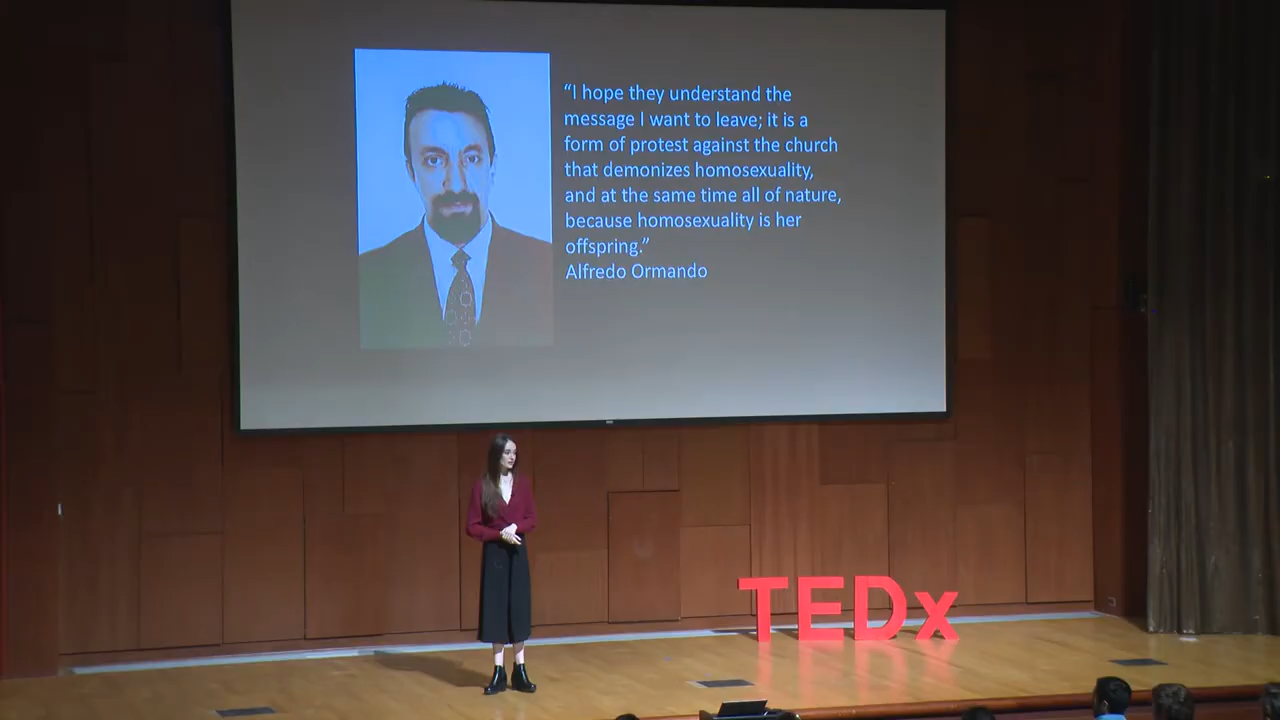 “I hope they understand the
message I want to leave; it is a
form of protest against the church
that demonizes homosexuality,
and at the same time all of nature,
because homosexuality is her
offspring.”
Alfredo Ormando
TEDx